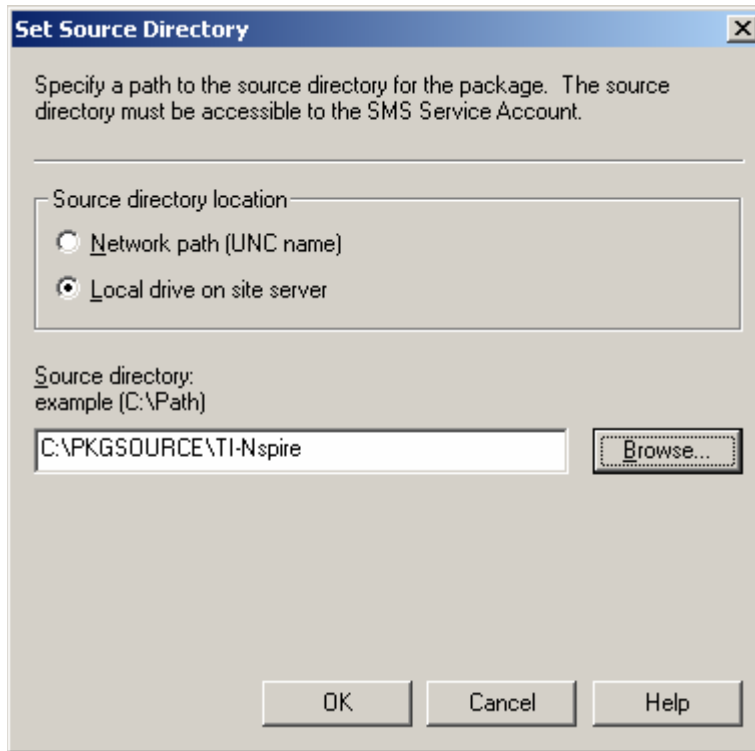 Set Source Directory
Specify a path to the source directory for the package. The source
directory must be accessible to the SMS Service Account.
Source directory location
Network path (UNC name)
Local drive on site server
Source directory:
example (C:\Path)
C:\PKGSOURCE\TI-Nspire
Browse...
OK Cancel Help